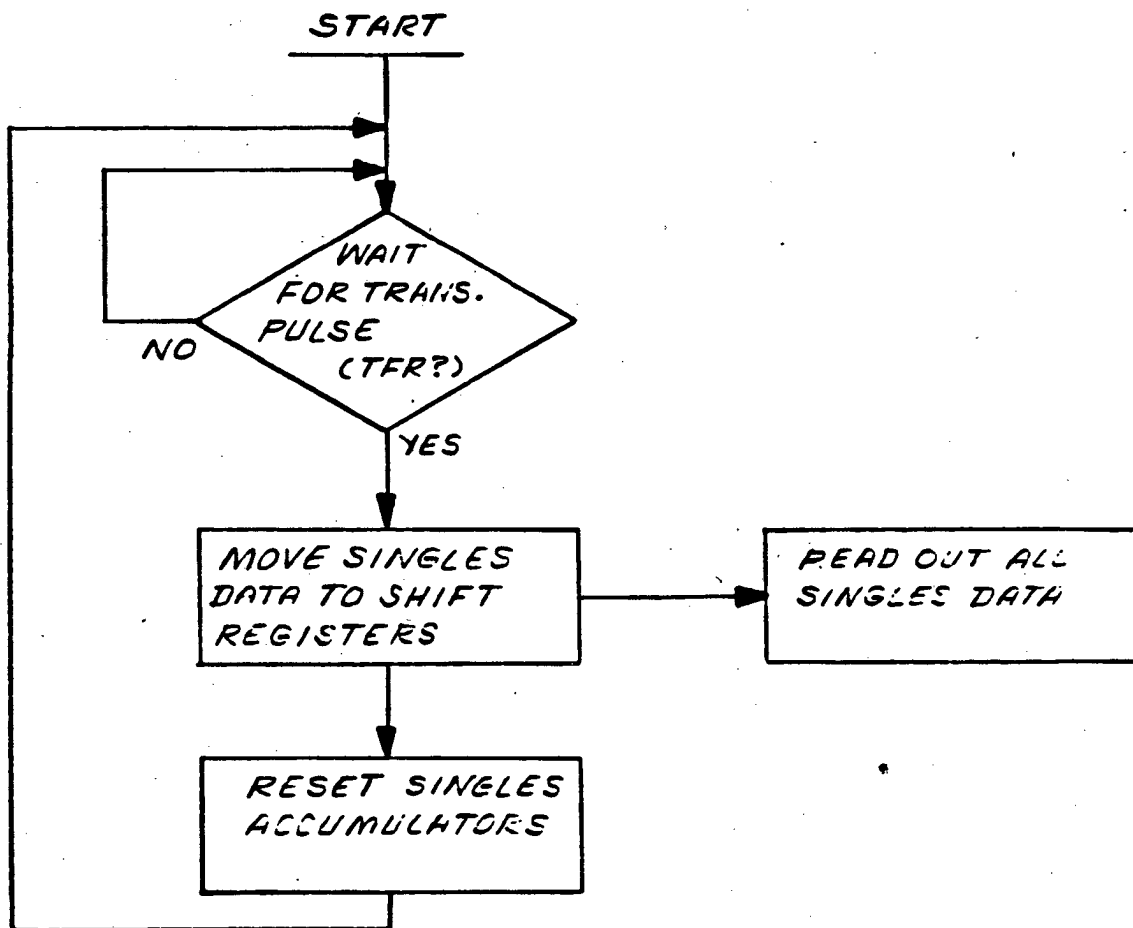 START
WAIT
FOR TRANS.
PULSE
(TFR?)
NO
YES
MOVE SINGLES
DATA TO SHIFT
REGISTERS
READ OUT ALL
SINGLES DATA
RESET SINGLES
ACCUMULATORS